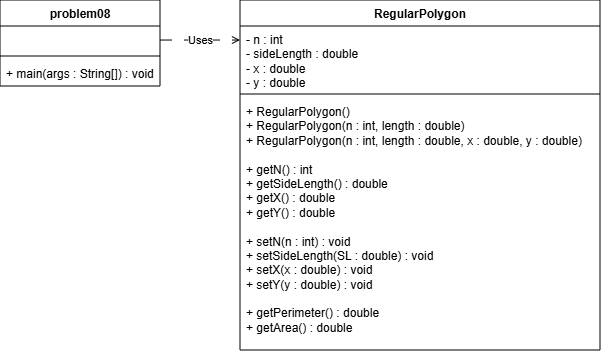 problem08
+ main(args : String[]) : void
Uses
RegularPolygon
- n : int
- sideLength : double
- x : double
- y : double
+ RegularPolygon()
+ RegularPolygon(n : int, length : double)
+ RegularPolygon(n : int, length : double, x : double, y : double)
+ getN() : int
+ getSideLength() : double
+ getX() : double
+ getY() : double
+ setN(n : int) : void
+ setSideLength(SL : double) : void
+ setX(x : double) : void
+ setY(y : double) : void
+ getPerimeter() : double
+ getArea() : double